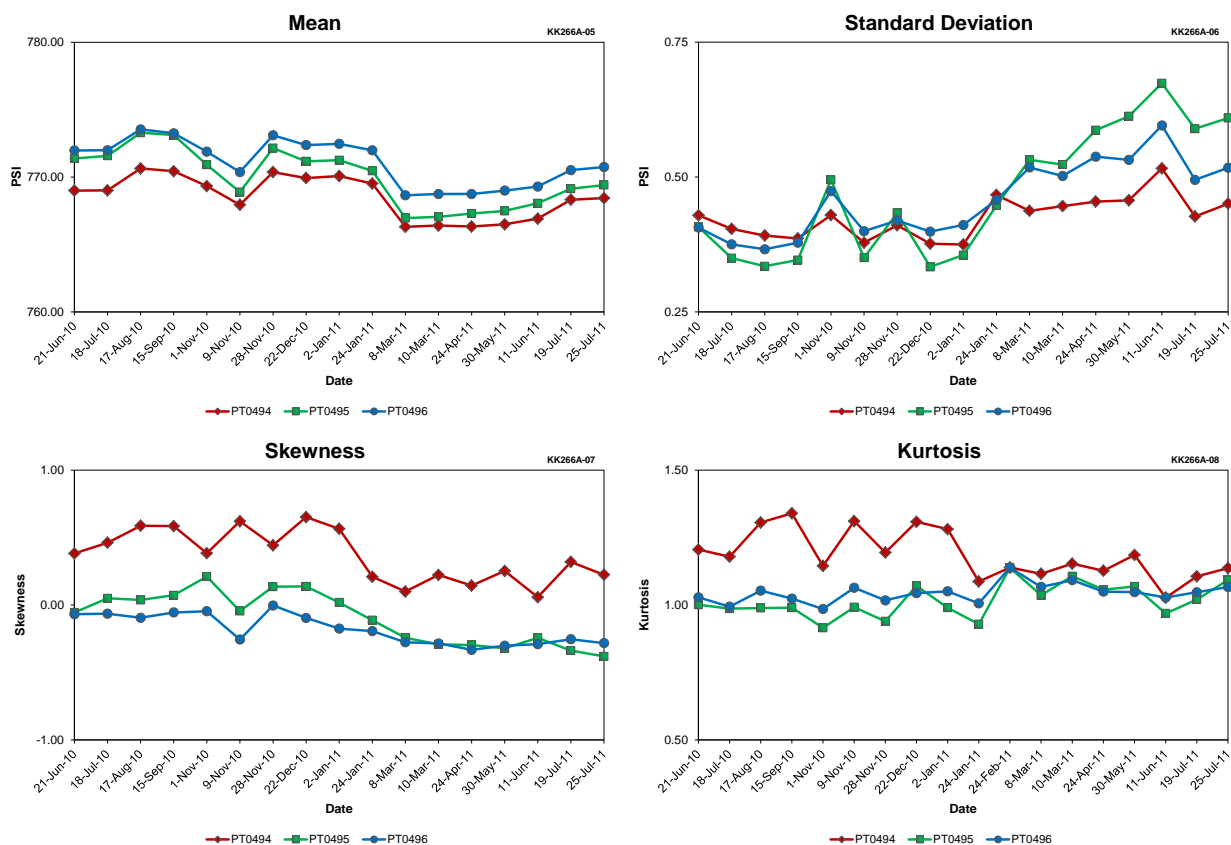 Mean
KK266A-05
780.00
770.00
760.00
PSI
21-Jun-10
18-Jul-10
17-Aug-10
15-Sep-10
1-Nov-10
9-Nov-10
28-Nov-10
22-Dec-10
2-Jan-11
24-Jan-11
8-Mar-11
10-Mar-11
24-Apr-11
30-May-11
11-Jun-11
19-Jul-11
25-Jul-11
Date
PT0494 PT0495 PT0496
Standard Deviation
KK266A-06
0.75
0.50
0.25
PSI
21-Jun-10
18-Jul-10
17-Aug-10
15-Sep-10
1-Nov-10
9-Nov-10
28-Nov-10
22-Dec-10
2-Jan-11
24-Jan-11
8-Mar-11
10-Mar-11
24-Apr-11
30-May-11
11-Jun-11
19-Jul-11
25-Jul-11
Date
PT0494 PT0495 PT0496
Skewness
KK266A-07
1.00
0.00
-1.00
Skewness
21-Jun-10
18-Jul-10
17-Aug-10
15-Sep-10
1-Nov-10
9-Nov-10
28-Nov-10
22-Dec-10
2-Jan-11
24-Jan-11
8-Mar-11
10-Mar-11
24-Apr-11
30-May-11
11-Jun-11
19-Jul-11
25-Jul-11
Date
PT0494 PT0495 PT0496
Kurtosis
KK266A-08
1.50
1.00
0.50
Kurtosis
21-Jun-10
18-Jul-10
17-Aug-10
15-Sep-10
1-Nov-10
9-Nov-10
28-Nov-10
22-Dec-10
2-Jan-11
24-Jan-11
24-Feb-11
8-Mar-11
10-Mar-11
24-Apr-11
30-May-11
11-Jun-11
19-Jul-11
25-Jul-11
Date
PT0494 PT0495 PT0496